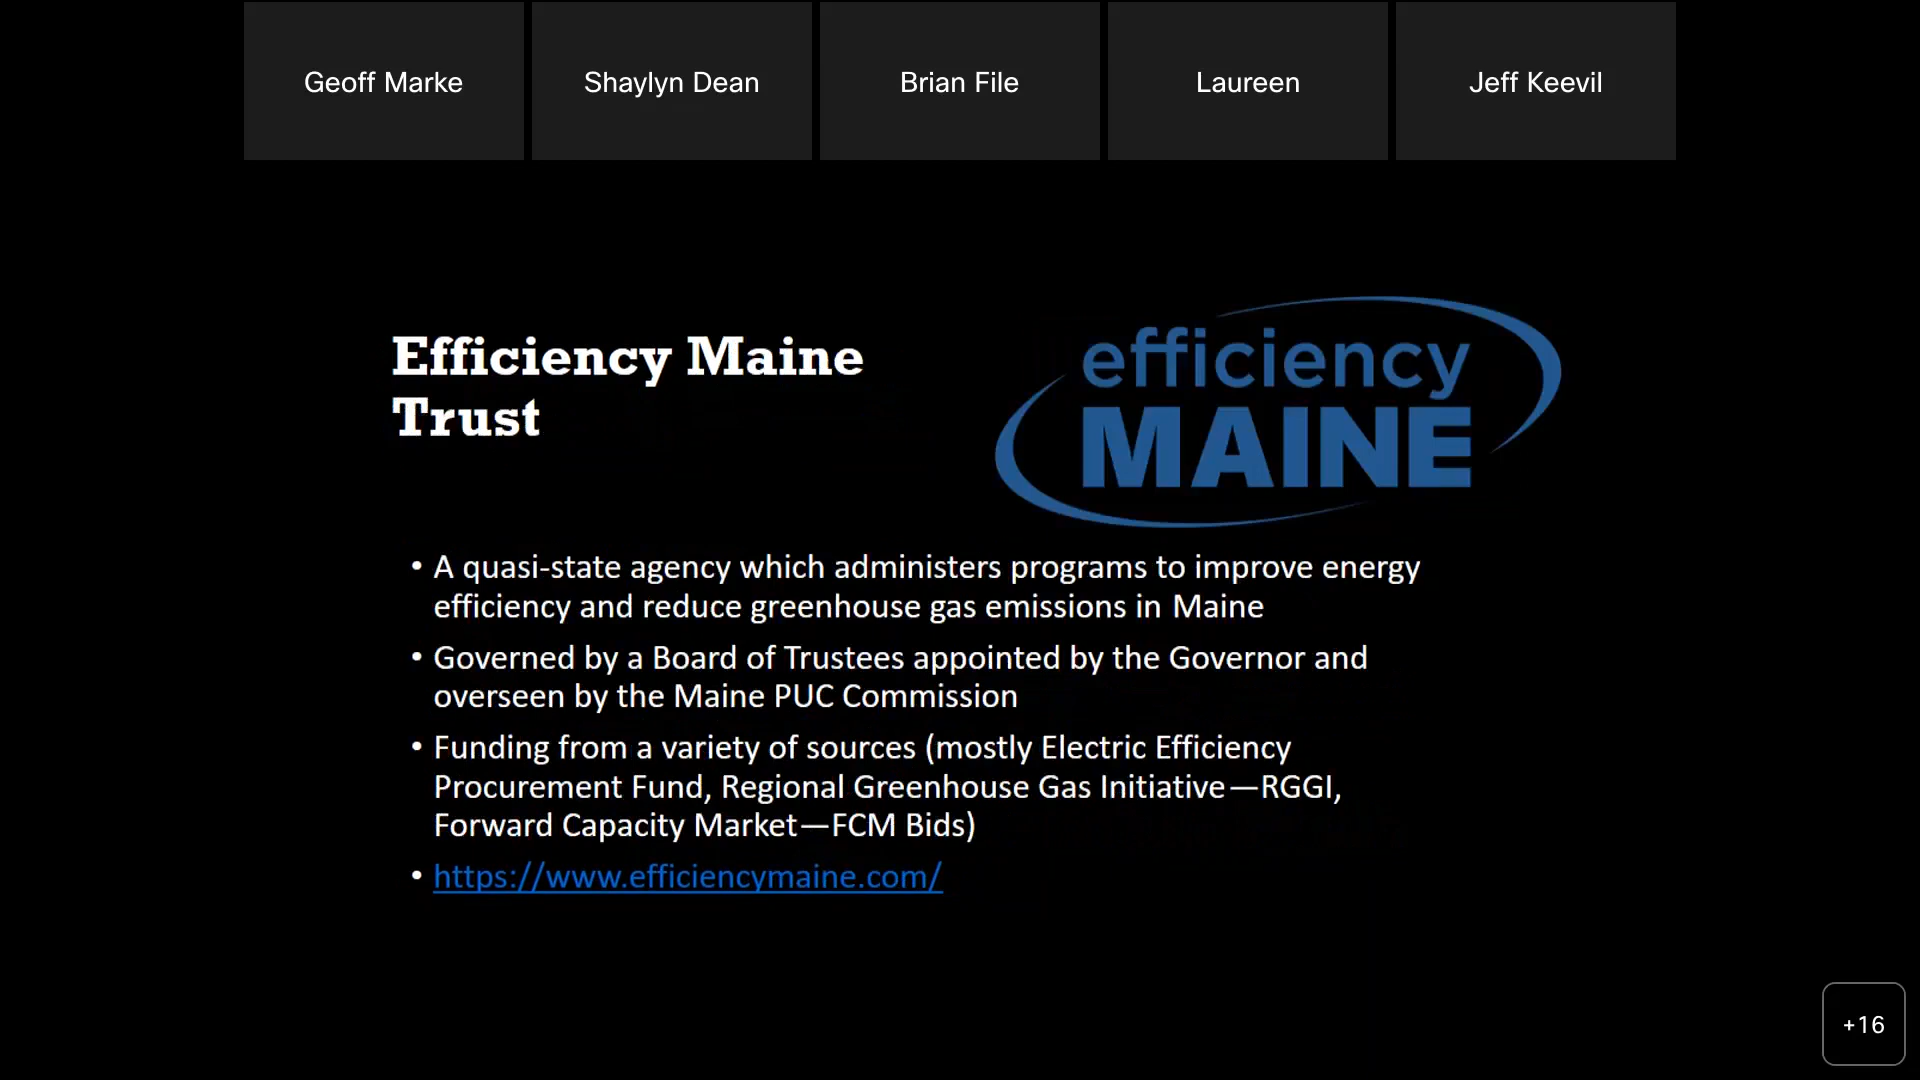 Geoff Marke
Shaylyn Dean
Brian File
Laureen
Jeff Keevil
Efficiency Maine
Trust
efficiency
MAINE
• A quasi-state agency which administers programs to improve energy
efficiency and reduce greenhouse gas emissions in Maine
• Governed by a Board of Trustees appointed by the Governor and
overseen by the Maine PUC Commission
• Funding from a variety of sources (mostly Electric Efficiency
Procurement Fund, Regional Greenhouse Gas Initiative—RGGI,
Forward Capacity Market—FCM Bids)
• https://www.efficiencymaine.com/
+16